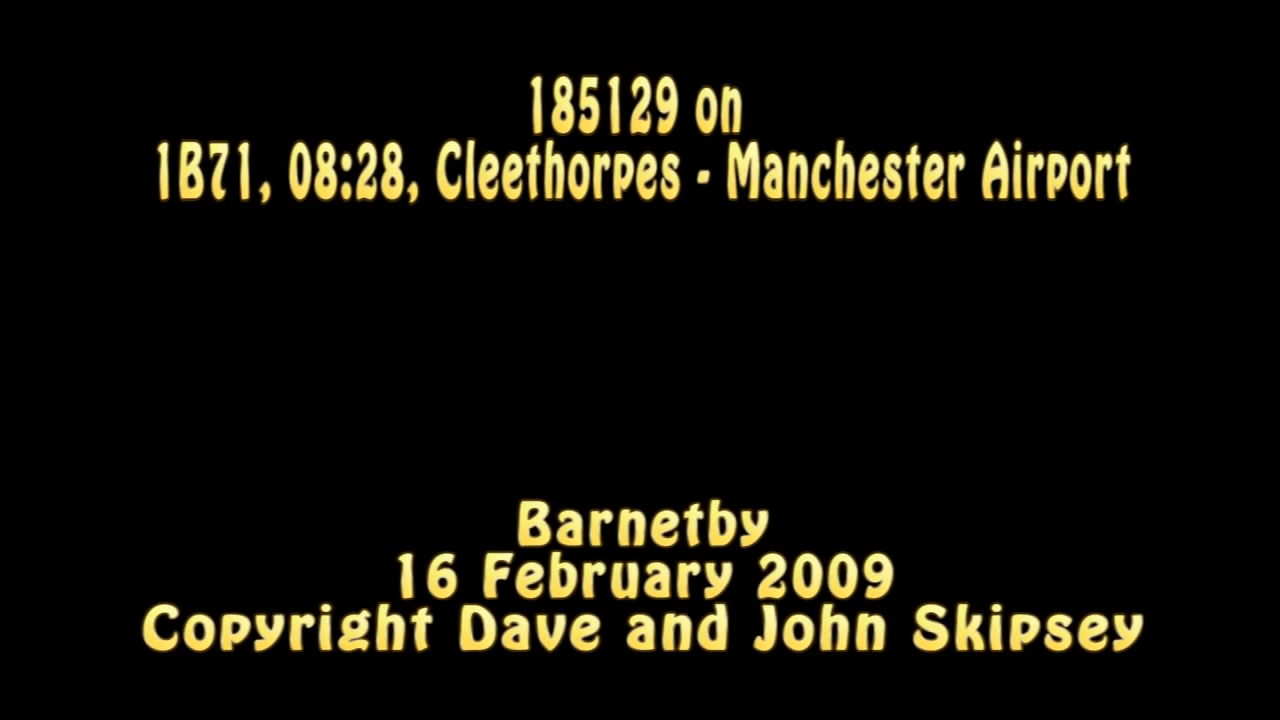 185129 on
1B71, 08:28, Cleethorpes - Manchester Airport
Barnetby
16 February 2009
Copyright Dave and John Skipsey